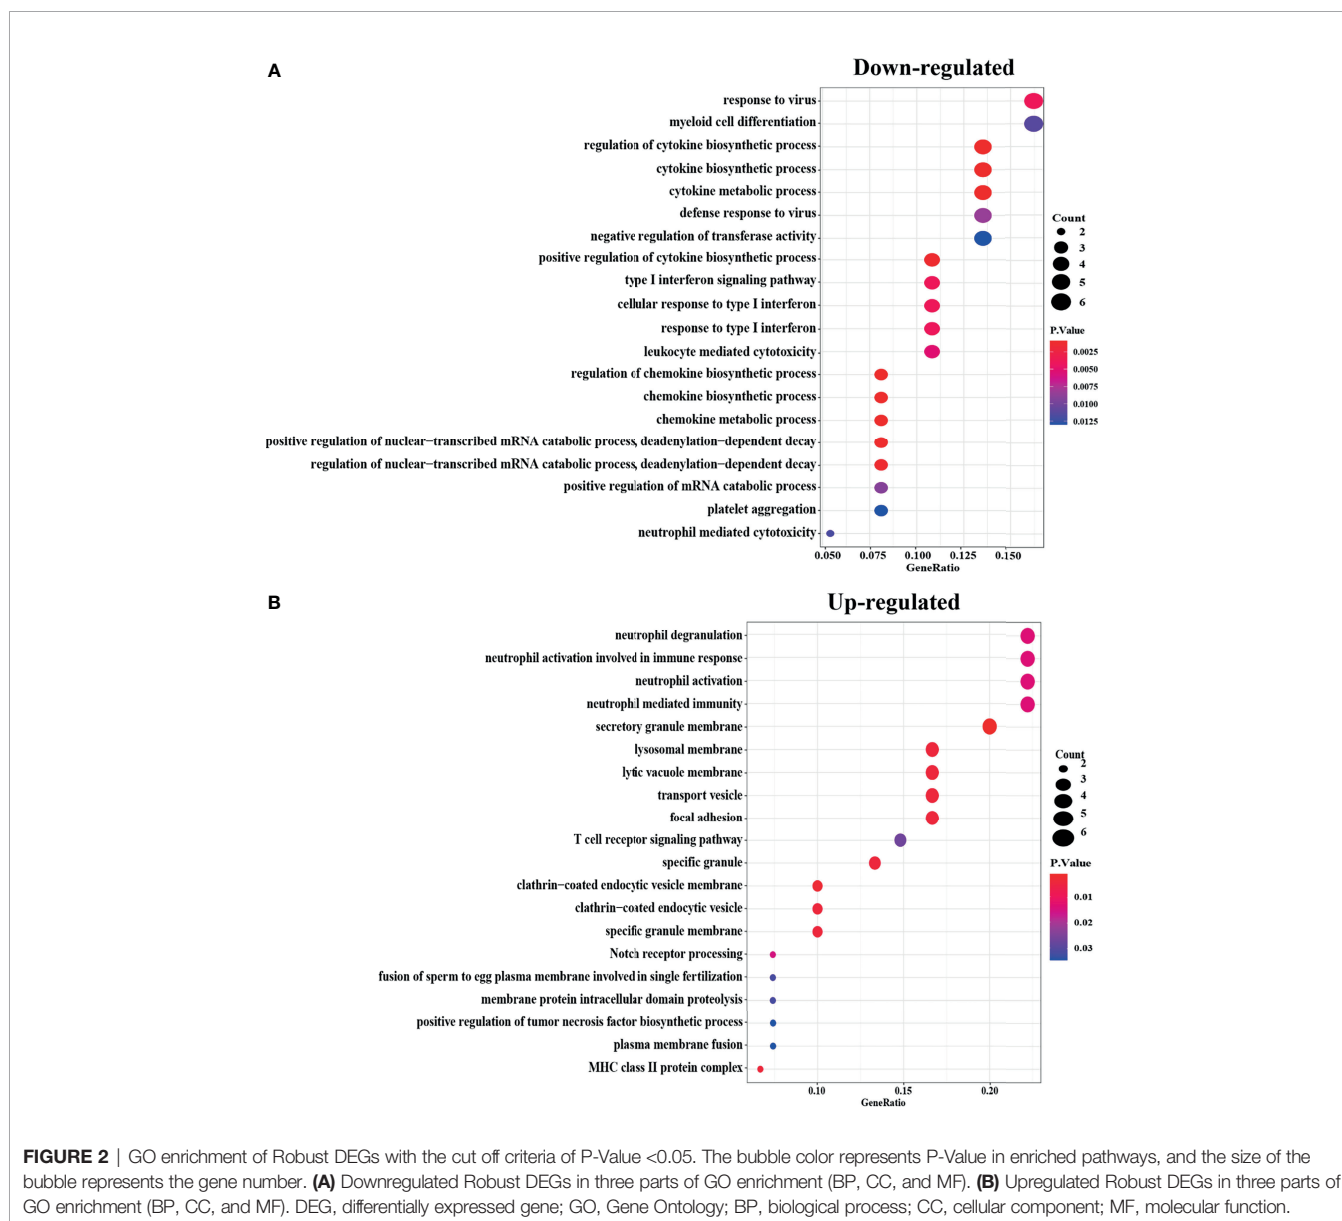 A
Down-regulated
response to virus
myeloid cell differentiation
regulation of cytokine biosynthetic process
cytokine biosynthetic process
cytokine metabolic process
defense response to virus
negative regulation of transferase activity
positive regulation of cytokine biosynthetic process
type I interferon signaling pathway
cellular response to type I interferon
response to type I interferon
leukocyte mediated cytotoxicity
regulation of chemokine biosynthetic process
chemokine biosynthetic process
chemokine metabolic process
positive regulation of nuclear−transcribed mRNA catabolic process, deadenylation−dependent decay
regulation of nuclear−transcribed mRNA catabolic process, deadenylation−dependent decay
positive regulation of mRNA catabolic process
platelet aggregation
neutrophil mediated cytotoxicity
0.050 0.075 0.100 0.125 0.150
GeneRatio
Count
2
3
4
5
6
P.Value
0.0025
0.0050
0.0075
0.0100
0.0125
B
Up-regulated
neutrophil degranulation
neutrophil activation involved in immune response
neutrophil activation
neutrophil mediated immunity
secretory granule membrane
lysosomal membrane
lytic vacuole membrane
transport vesicle
focal adhesion
T cell receptor signaling pathway
specific granule
clathrin−coated endocytic vesicle membrane
clathrin−coated endocytic vesicle
specific granule membrane
Notch receptor processing
fusion of sperm to egg plasma membrane involved in single fertilization
membrane protein intracellular domain proteolysis
positive regulation of tumor necrosis factor biosynthetic process
plasma membrane fusion
MHC class II protein complex
0.10 0.15 0.20
GeneRatio
Count
2
3
4
5
6
P.Value
0.01
0.02
0.03
FIGURE 2 | GO enrichment of Robust DEGs with the cut off criteria of P-Value <0.05. The bubble color represents P-Value in enriched pathways, and the size of the
bubble represents the gene number. (A) Downregulated Robust DEGs in three parts of GO enrichment (BP, CC, and MF). (B) Upregulated Robust DEGs in three parts of
GO enrichment (BP, CC, and MF). DEG, differentially expressed gene; GO, Gene Ontology; BP, biological process; CC, cellular component; MF, molecular function.